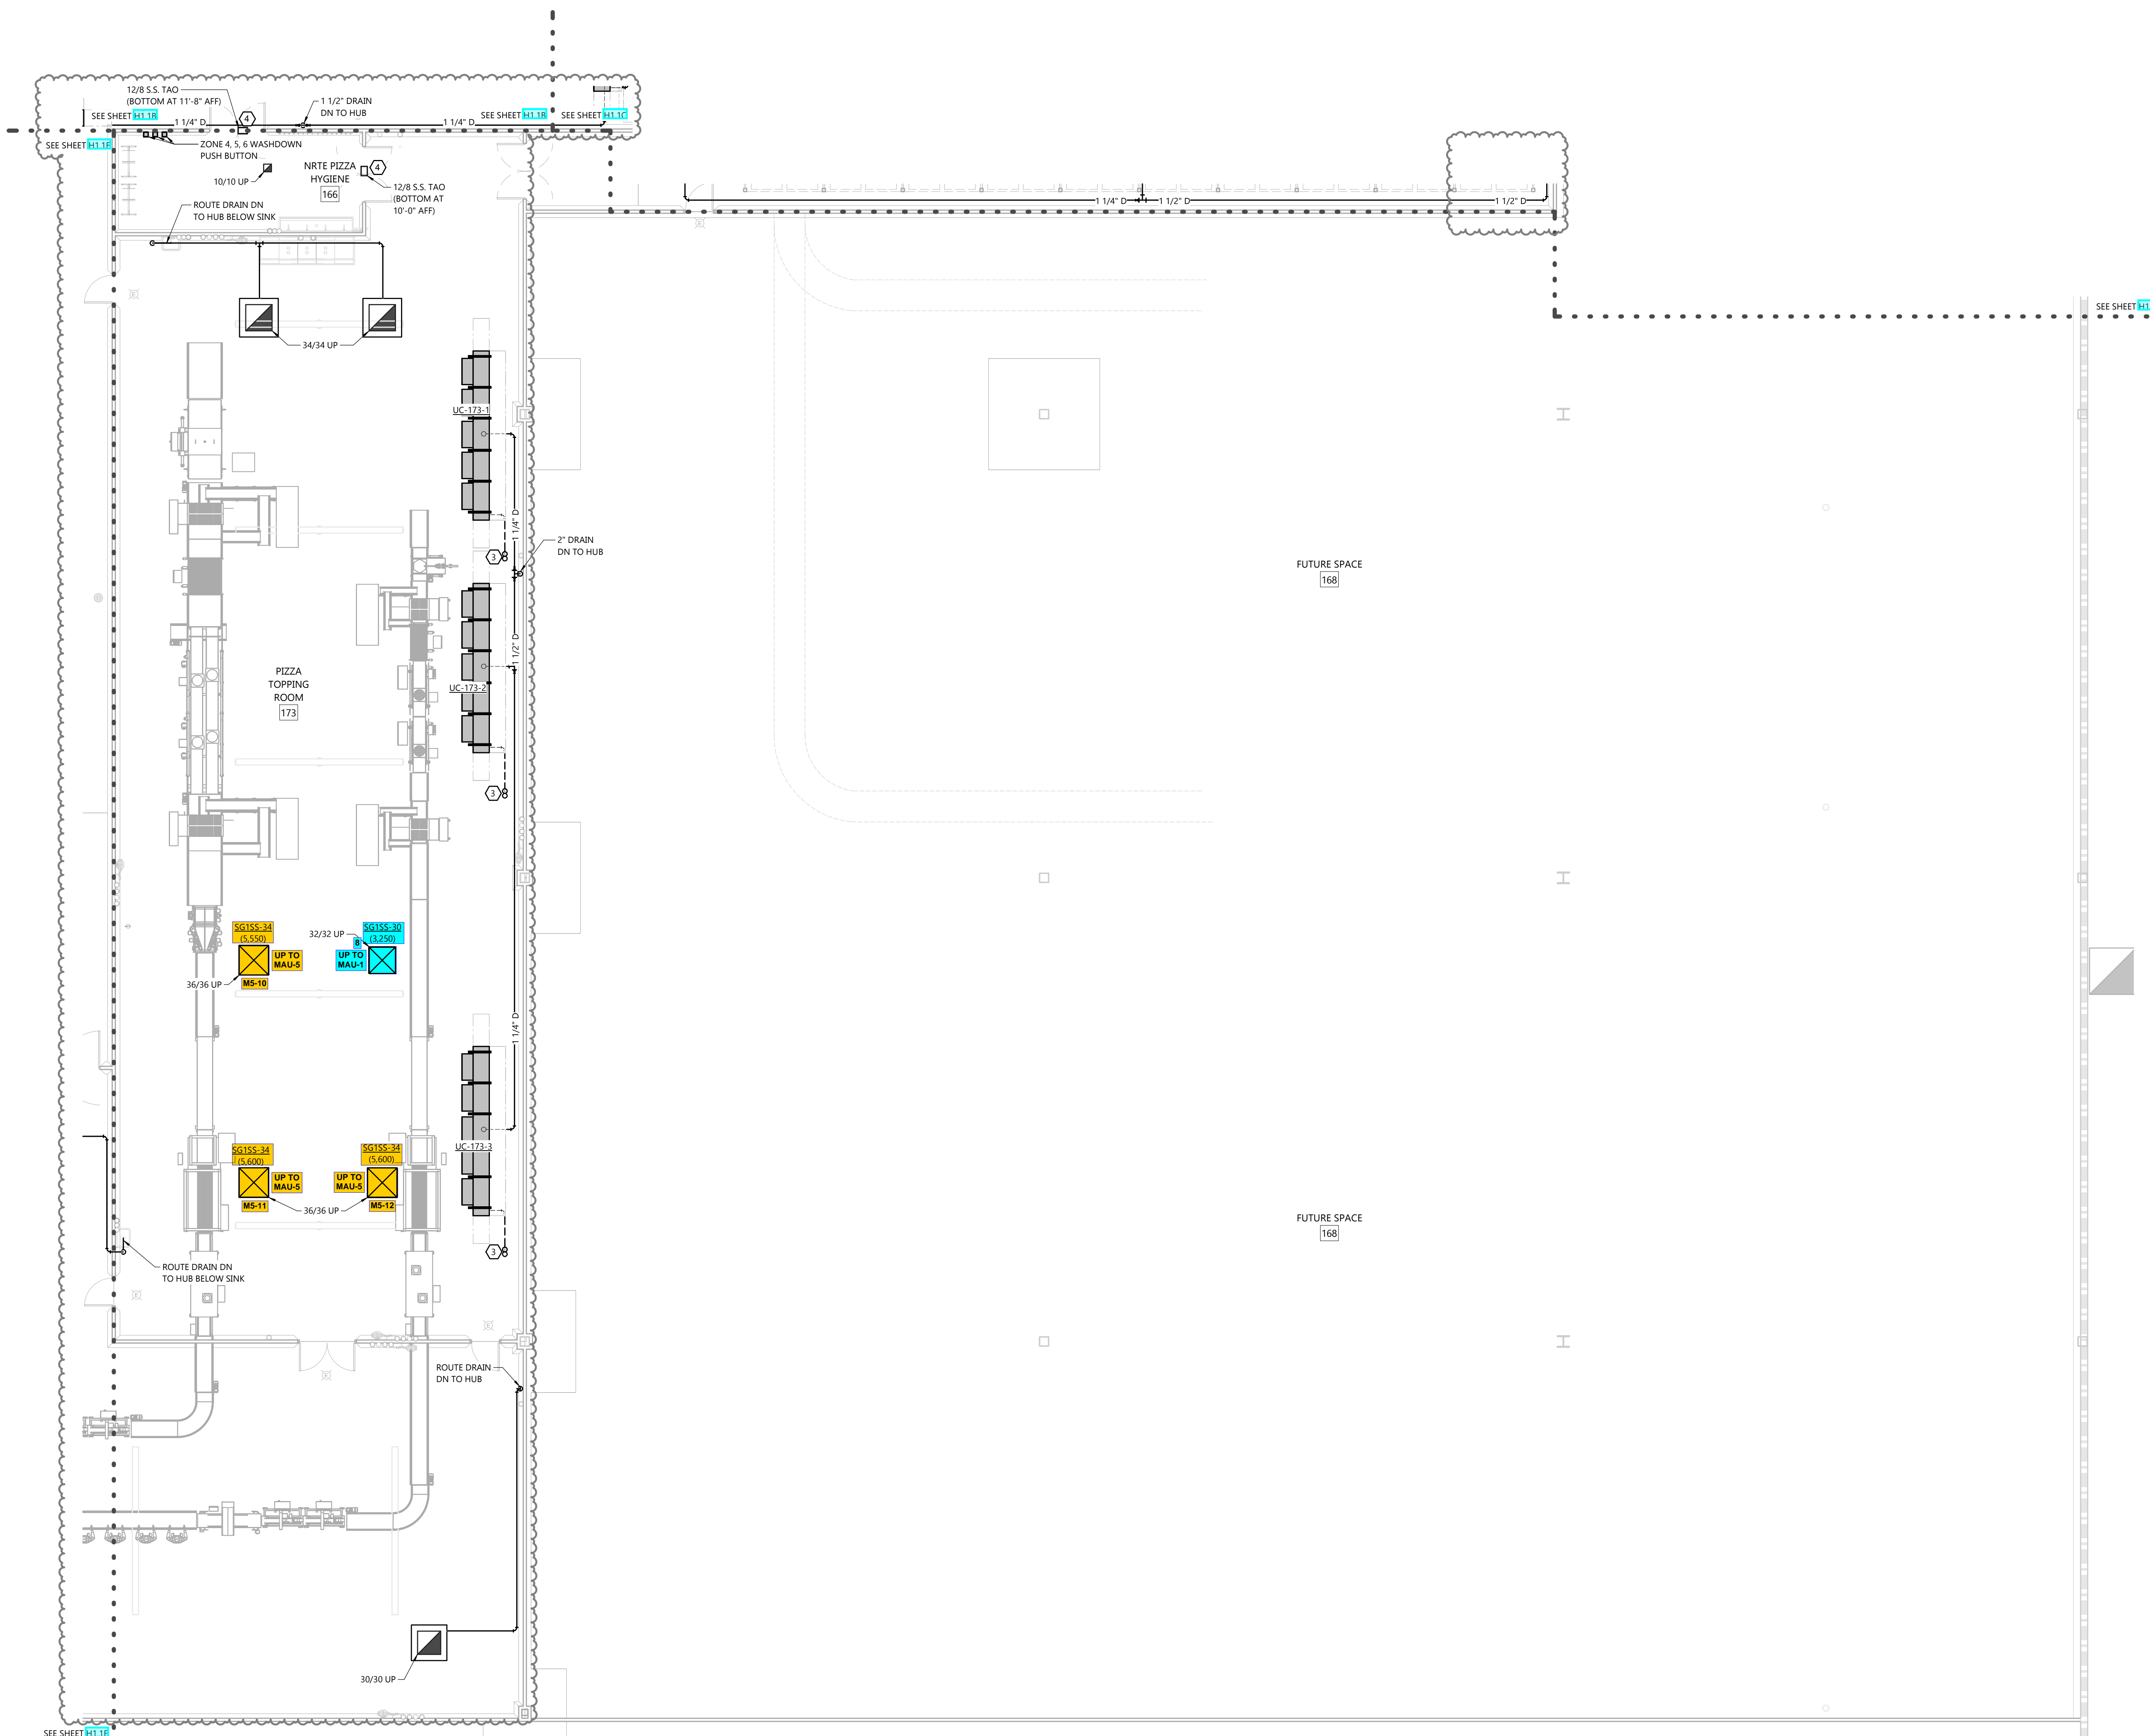 12/8 S.S. TAO
(BOTTOM AT 11'-8" AFF)
1 1/2" DRAIN
DN TO HUB
SEE SHEET H1.1B
SEE SHEET H1.1B
SEE SHEET H1.1C
4
1 1/4" D
1 1/4" D
SEE SHEET H1.1F
ZONE 4, 5, 6 WASHDOWN
PUSH BUTTON
NRTE PIZZA
HYGIENE
166
4
10/10 UP
12/8 S.S. TAO
(BOTTOM AT
10'-0" AFF)
ROUTE DRAIN DN
TO HUB BELOW SINK
1 1/4" D
1 1/2" D
1 1/2" D
SEE SHEET H1
34/34 UP
UC-173-1
1 1/4" D
2" DRAIN
DN TO HUB
3
FUTURE SPACE
168
1 1/2" D
PIZZA
TOPPING
ROOM
173
UC-173-2
3
SG1SS-34
(5,550)
UP TO
MAU-5
36/36 UP
M5-10
32/32 UP
SG1SS-30
(3,250)
8
UP TO
MAU-1
1 1/4" D
SG1SS-34
(5,600)
UP TO
MAU-5
M5-11
SG1SS-34
(5,600)
UP TO
MAU-5
M5-12
36/36 UP
UC-173-3
3
FUTURE SPACE
168
ROUTE DRAIN DN
TO HUB BELOW SINK
ROUTE DRAIN
DN TO HUB
30/30 UP
SEE SHEET H1.1F